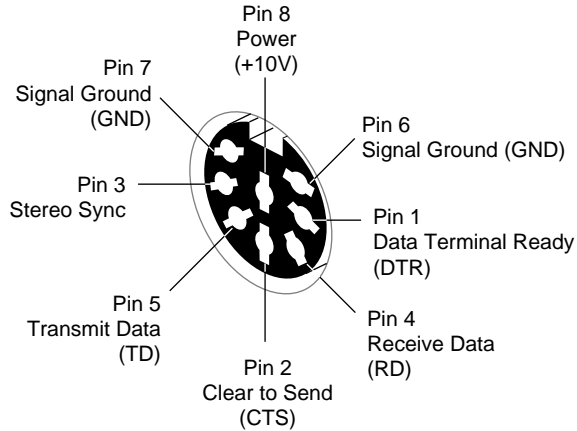 Pin 8
Power
(+10V)
Pin 7
Signal Ground
(GND)
Pin 6
Signal Ground (GND)
Pin 3
Stereo Sync
Pin 1
Data Terminal Ready
(DTR)
Pin 5
Transmit Data
(TD)
Pin 4
Receive Data
(RD)
Pin 2
Clear to Send
(CTS)